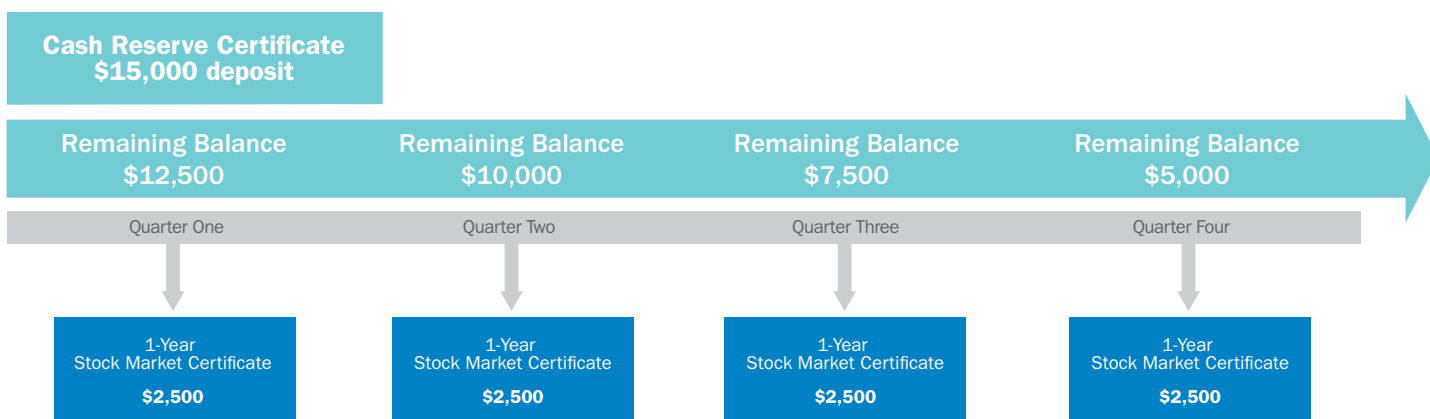 Cash Reserve Certificate
$15,000 deposit
Remaining Balance
$12,500
Remaining Balance
$10,000
Remaining Balance
$7,500
Remaining Balance
$5,000
Quarter One
Quarter Two
Quarter Three
Quarter Four
1-Year
Stock Market Certificate
$2,500
1-Year
Stock Market Certificate
$2,500
1-Year
Stock Market Certificate
$2,500
1-Year
Stock Market Certificate
$2,500